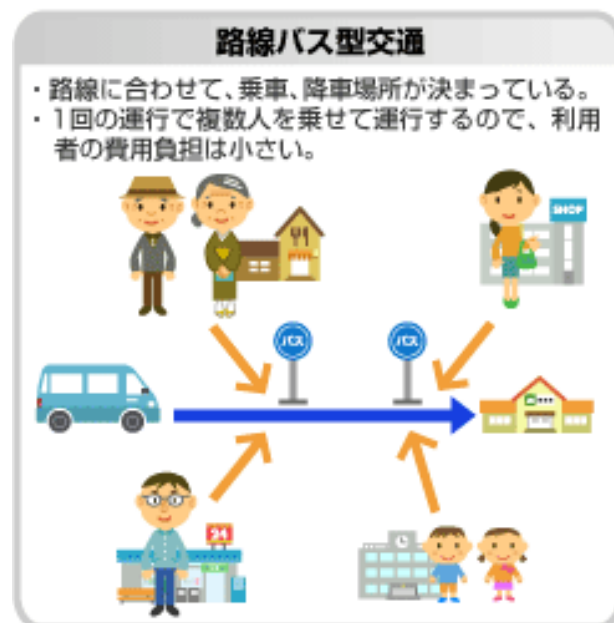 路線バス型交通
・路線に合わせて、乗車、降車場所が決まっている。
・1回の運行で複数人を乗せて運行するので、利用
者の費用負担は小さい。
SHOP
バス
バス
24